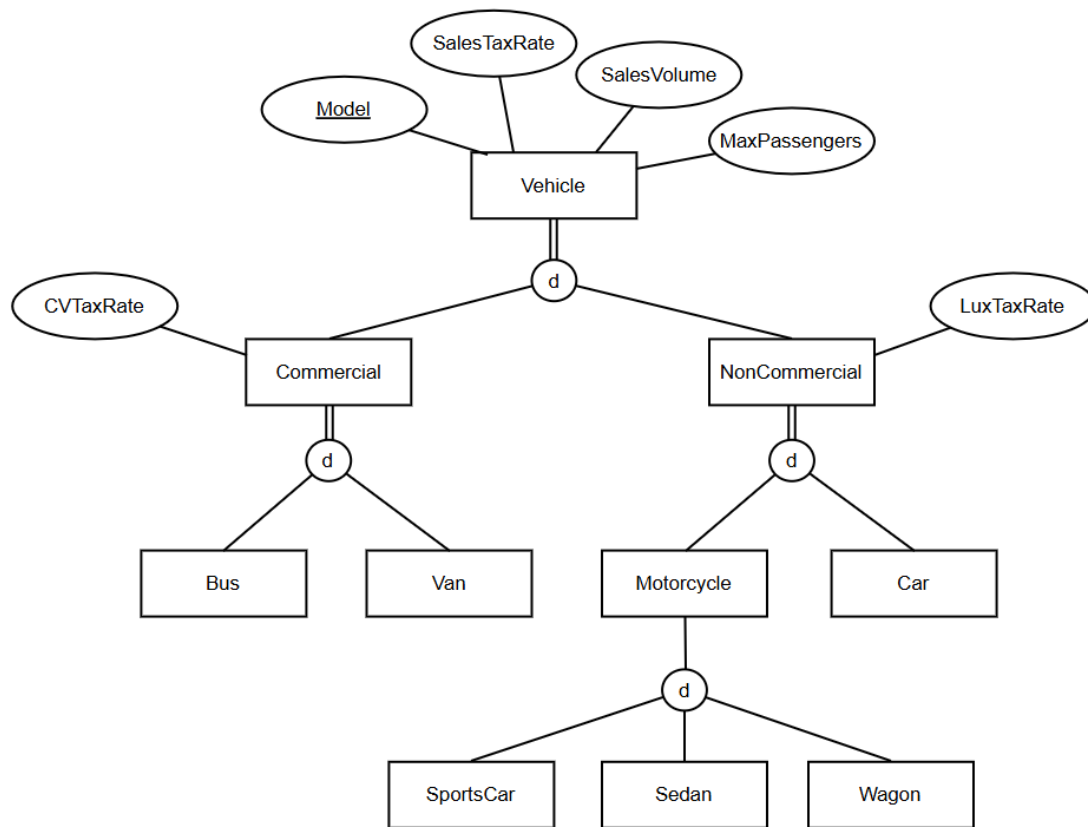 SalesTaxRate
SalesVolume
Model
MaxPassengers
Vehicle
d
CVTaxRate
LuxTaxRate
Commercial
NonCommercial
d
d
Bus
Van
Motorcycle
Car
d
SportsCar
Sedan
Wagon